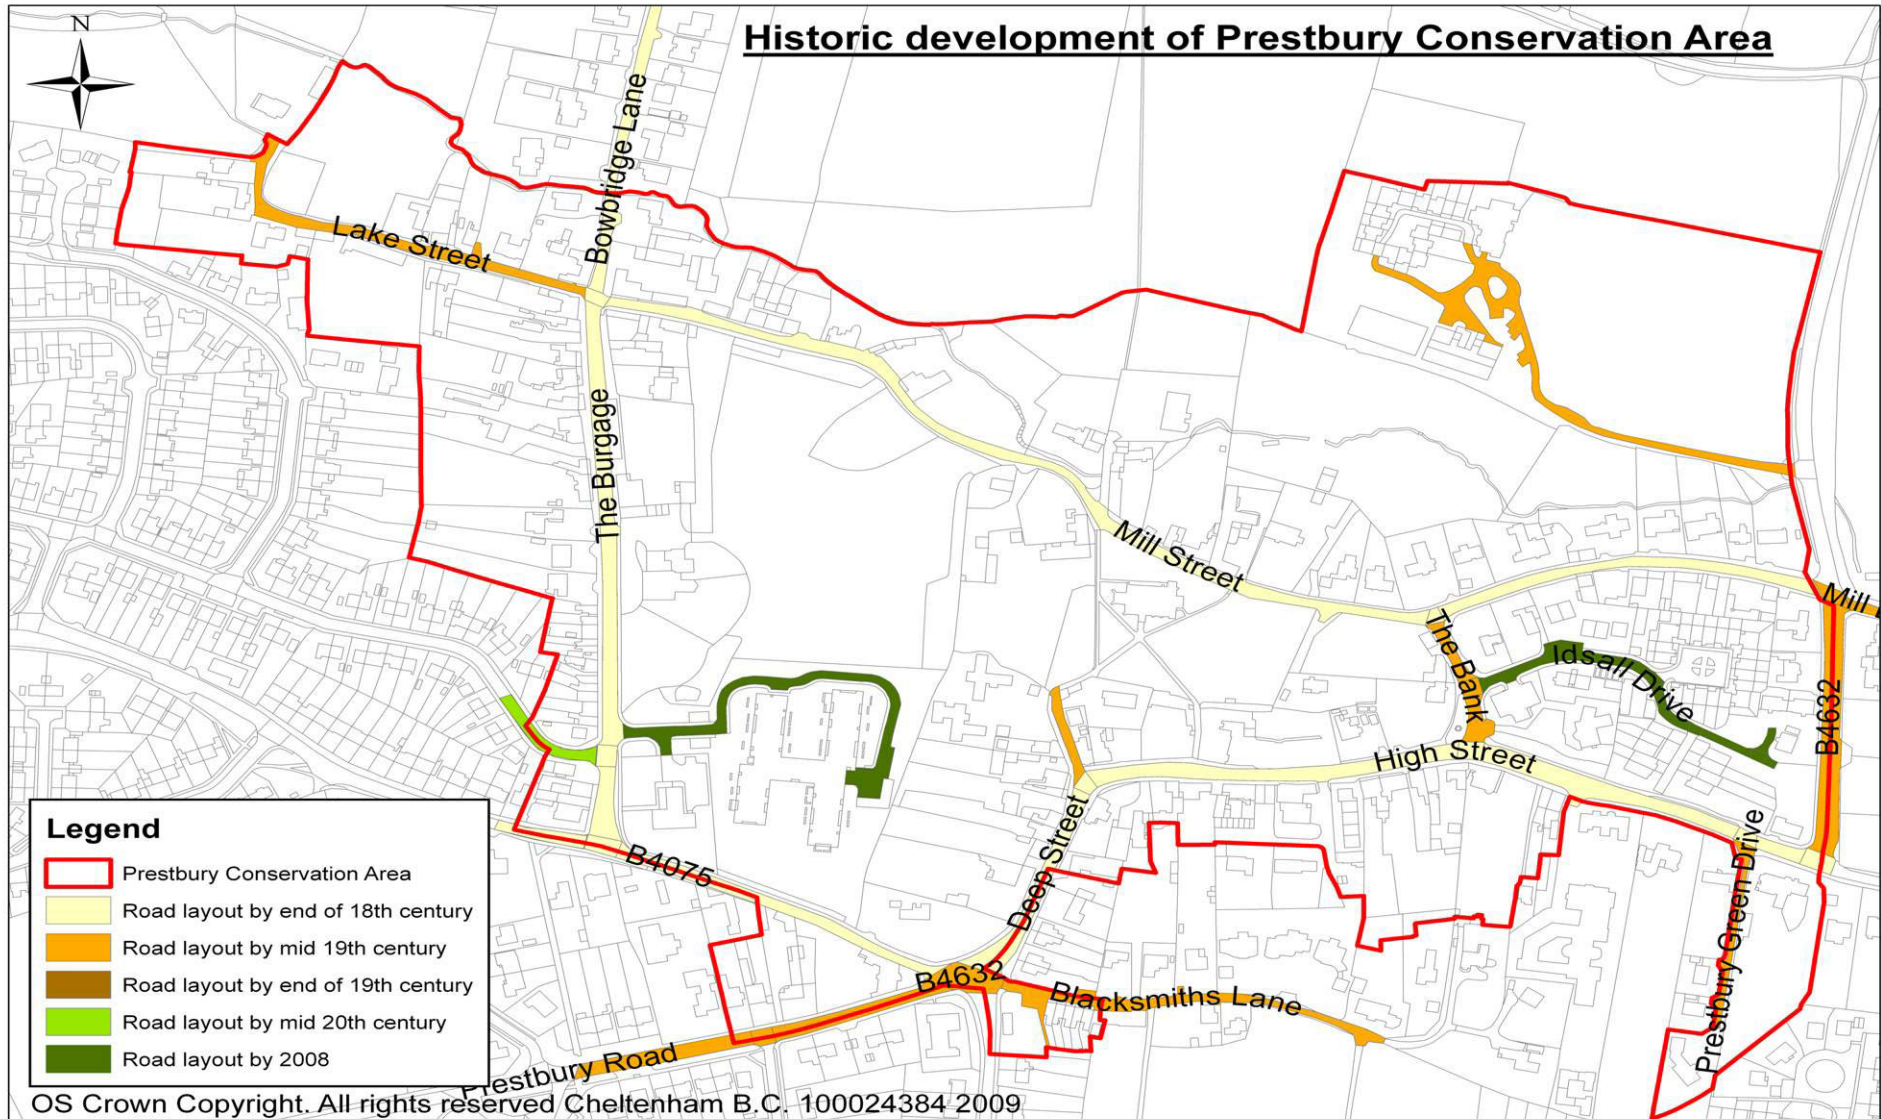 Historic development of Prestbury Conservation Area
N
Bowbridge Lane
Lake Street
The Burgage
Mill Street
Mill
The Bank
Idsall Drive
B4632
High Street
Deep Street
Prestbury Green Drive
B4075
B4632
Blacksmiths Lane
Prestbury Road
Legend
Prestbury Conservation Area
Road layout by end of 18th century
Road layout by mid 19th century
Road layout by end of 19th century
Road layout by mid 20th century
Road layout by 2008
OS Crown Copyright. All rights reserved Cheltenham B.C. 100024384 2009